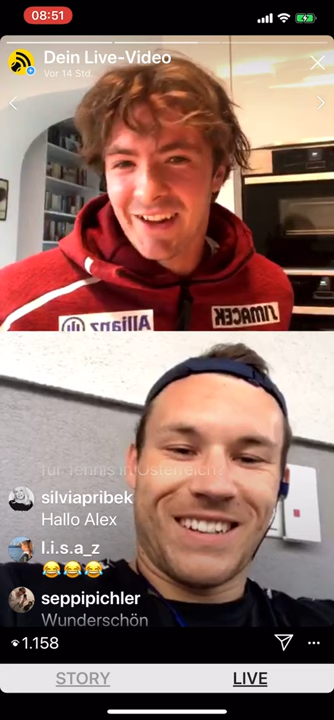 08:51
Dein Live-Video
Vor 14 Std.
Allianz
SIMACEK
für Tennis in Österreich?
silviapribek
Hallo Alex
l.i.s.a_z
😂😂😂
seppipichler
Wunderschön
1.158
STORY
LIVE